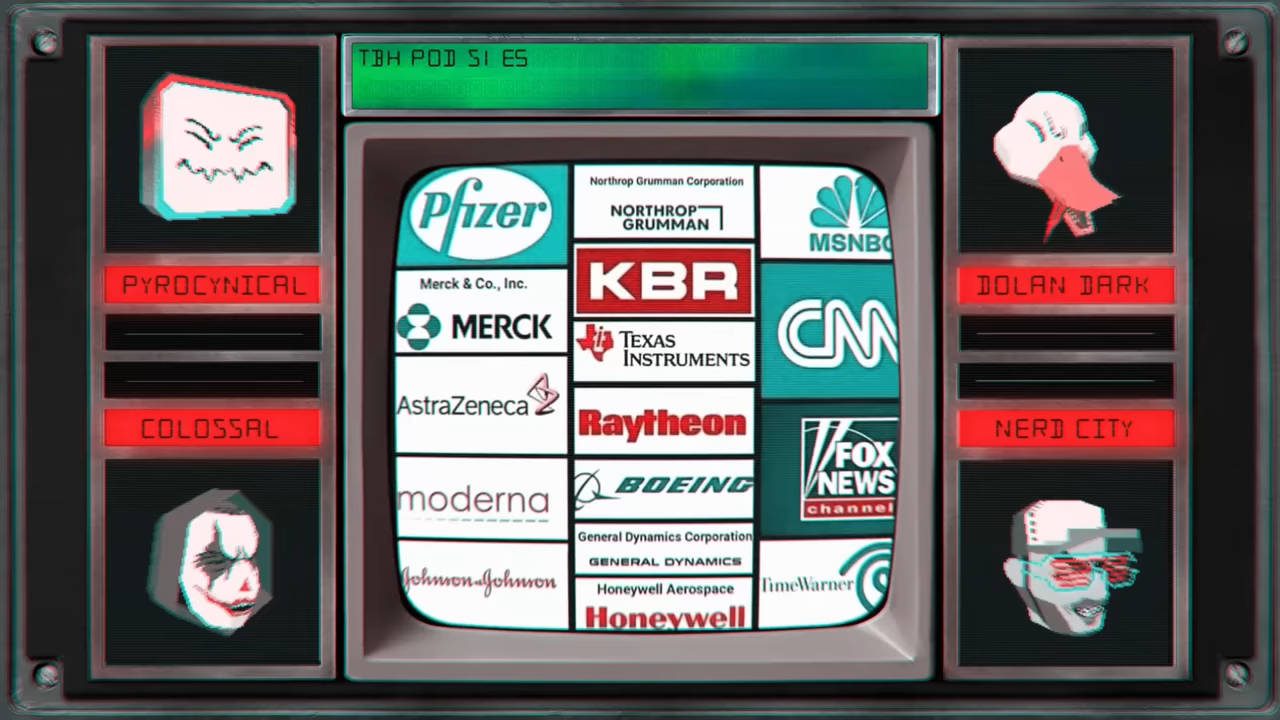 TBH POD S1 E5
PYROCYNICAL
COLOSSAL
Pfizer
Merck & Co., Inc.
MERCK
AstraZeneca
moderna
Johnson & Johnson
Northrop Grumman Corporation
NORTHROP
GRUMMAN
KBR
TEXAS
INSTRUMENTS
Raytheon
BOEING
General Dynamics Corporation
GENERAL DYNAMICS
Honeywell Aerospace
Honeywell
MSNBC
CNN
FOX
NEWS
channel
TimeWarner
DOLAN DARK
NERD CITY